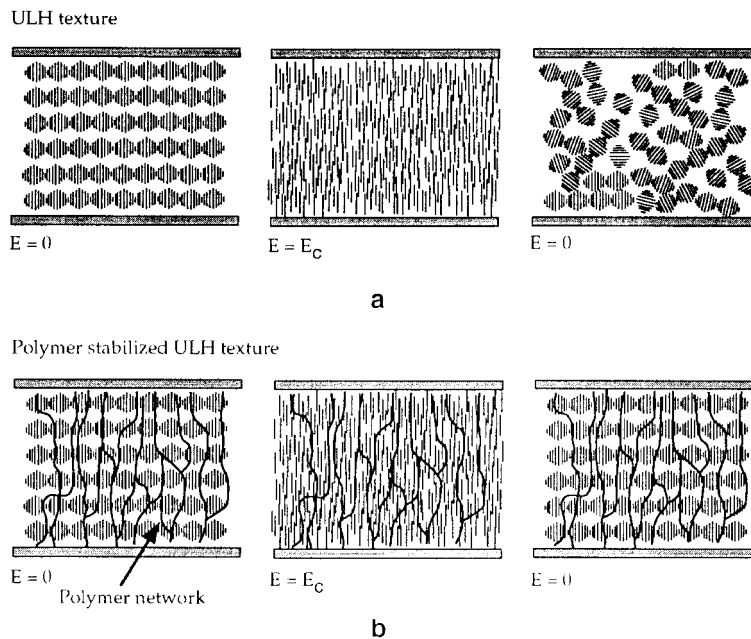 ULH texture
E = 0
E = E_C
E = 0
a
Polymer stabilized ULH texture
E = 0
E = E_C
E = 0
Polymer network
b